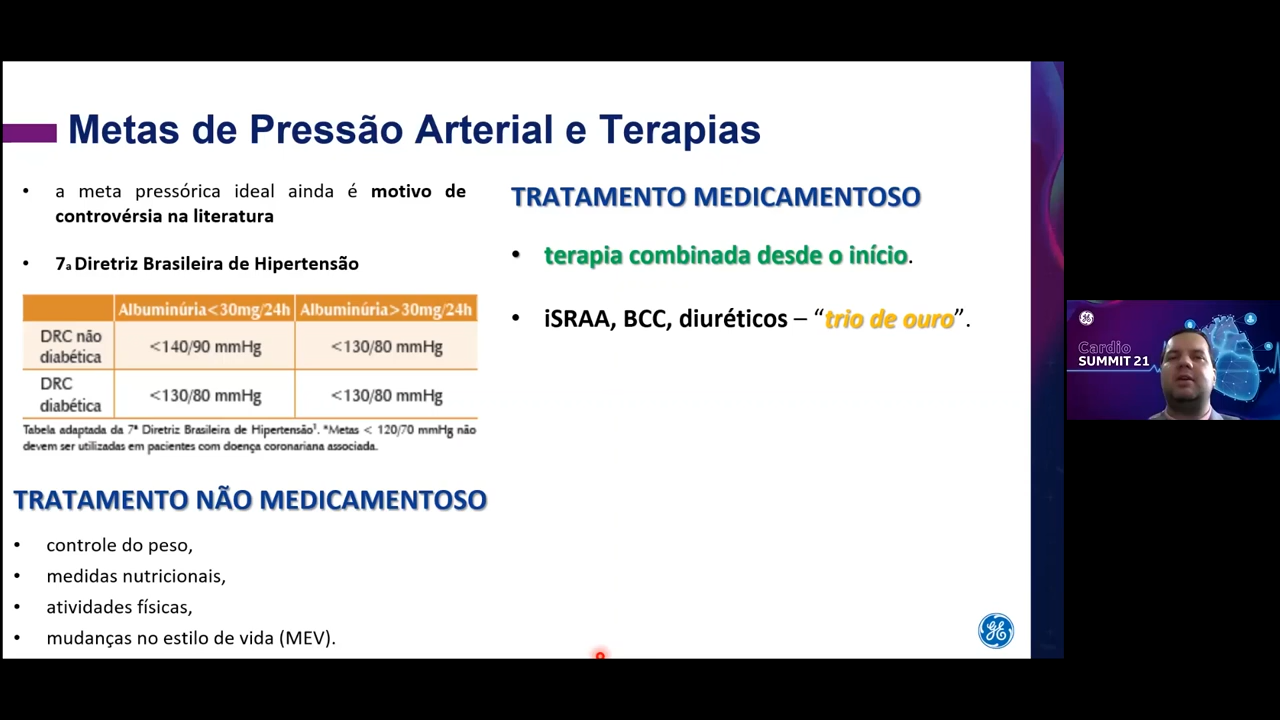 Metas de Pressão Arterial e Terapias
• a meta pressórica ideal ainda é motivo de
controvérsia na literatura
• 7a Diretriz Brasileira de Hipertensão
Albuminúria<30mg/24h Albuminúria>30mg/24h
DRC não
diabética
<140/90 mmHg <130/80 mmHg
DRC
diabética
<130/80 mmHg <130/80 mmHg
Tabela adaptada da 7ª Diretriz Brasileira de Hipertensão¹. *Metas < 120/70 mmHg não
devem ser utilizadas em pacientes com doença coronariana associada.
TRATAMENTO NÃO MEDICAMENTOSO
• controle do peso,
• medidas nutricionais,
• atividades físicas,
• mudanças no estilo de vida (MEV).
TRATAMENTO MEDICAMENTOSO
• terapia combinada desde o início.
• iSRAA, BCC, diuréticos – “trio de ouro”.
GE
Cardio
SUMMIT 21